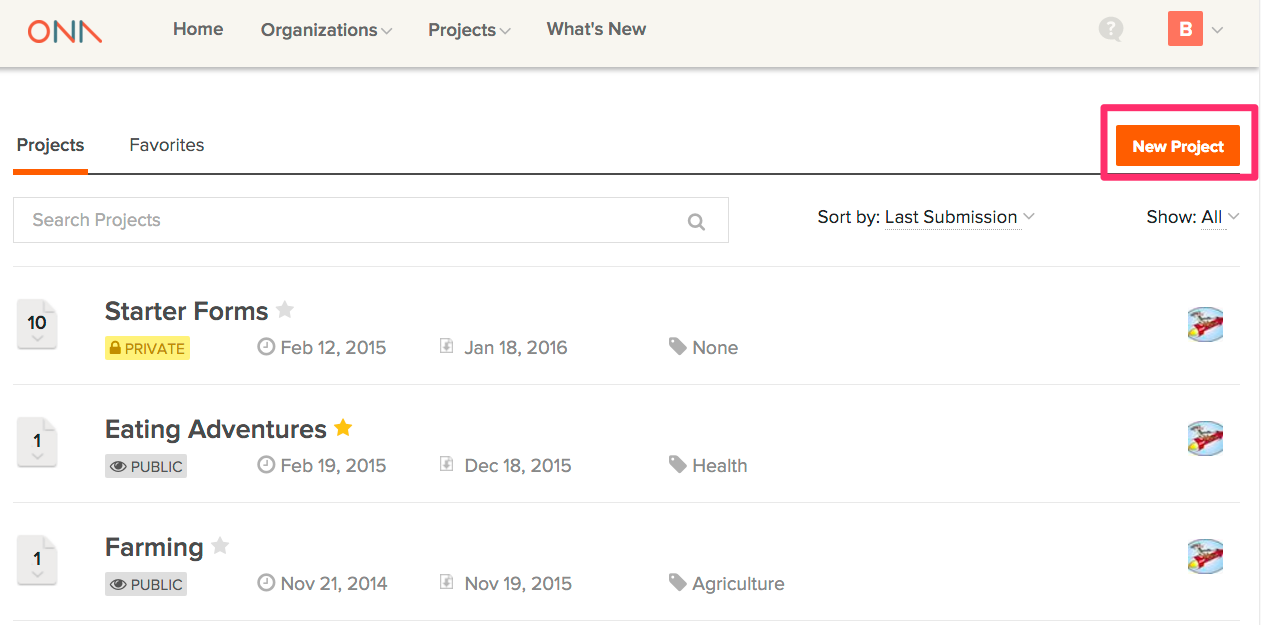 ONA Home Organizations Projects What's New ? B
Projects Favorites New Project
Search Projects Sort by: Last Submission Show: All
10 Starter Forms
PRIVATE Feb 12, 2015 Jan 18, 2016 None
1 Eating Adventures
PUBLIC Feb 19, 2015 Dec 18, 2015 Health
1 Farming
PUBLIC Nov 21, 2014 Nov 19, 2015 Agriculture